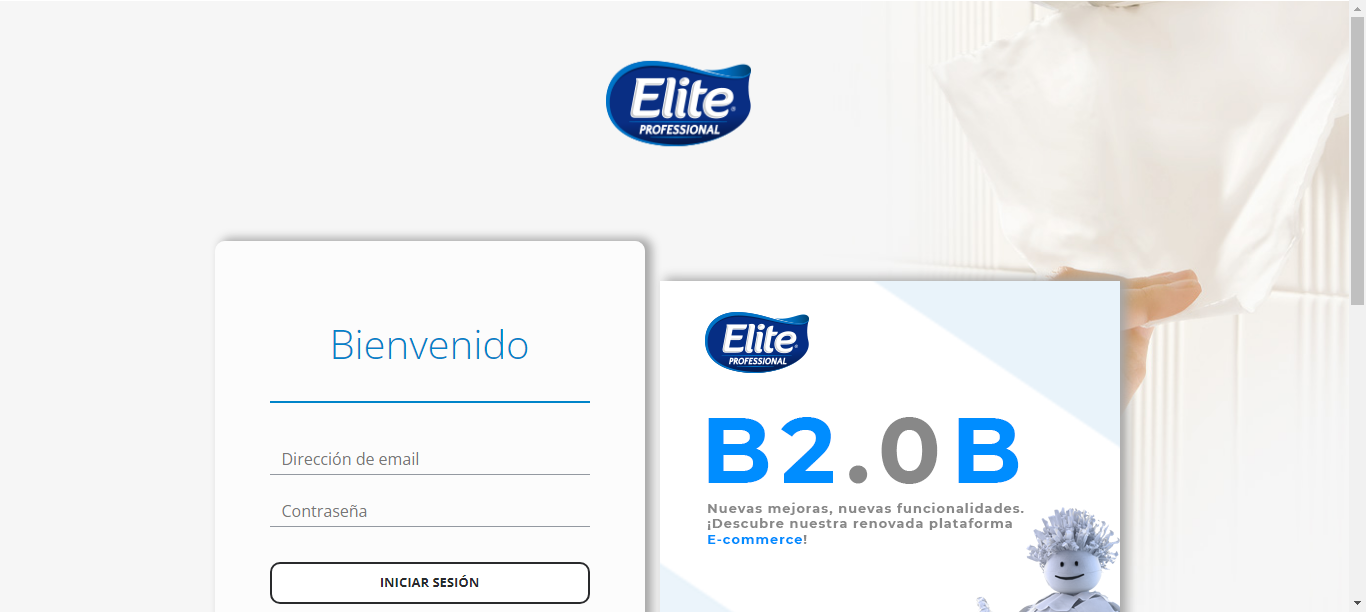 Elite
PROFESSIONAL
Bienvenido
Dirección de email
Contraseña
INICIAR SESIÓN
Elite
PROFESSIONAL
B2.0B
Nuevas mejoras, nuevas funcionalidades.
¡Descubre nuestra renovada plataforma
E-commerce!